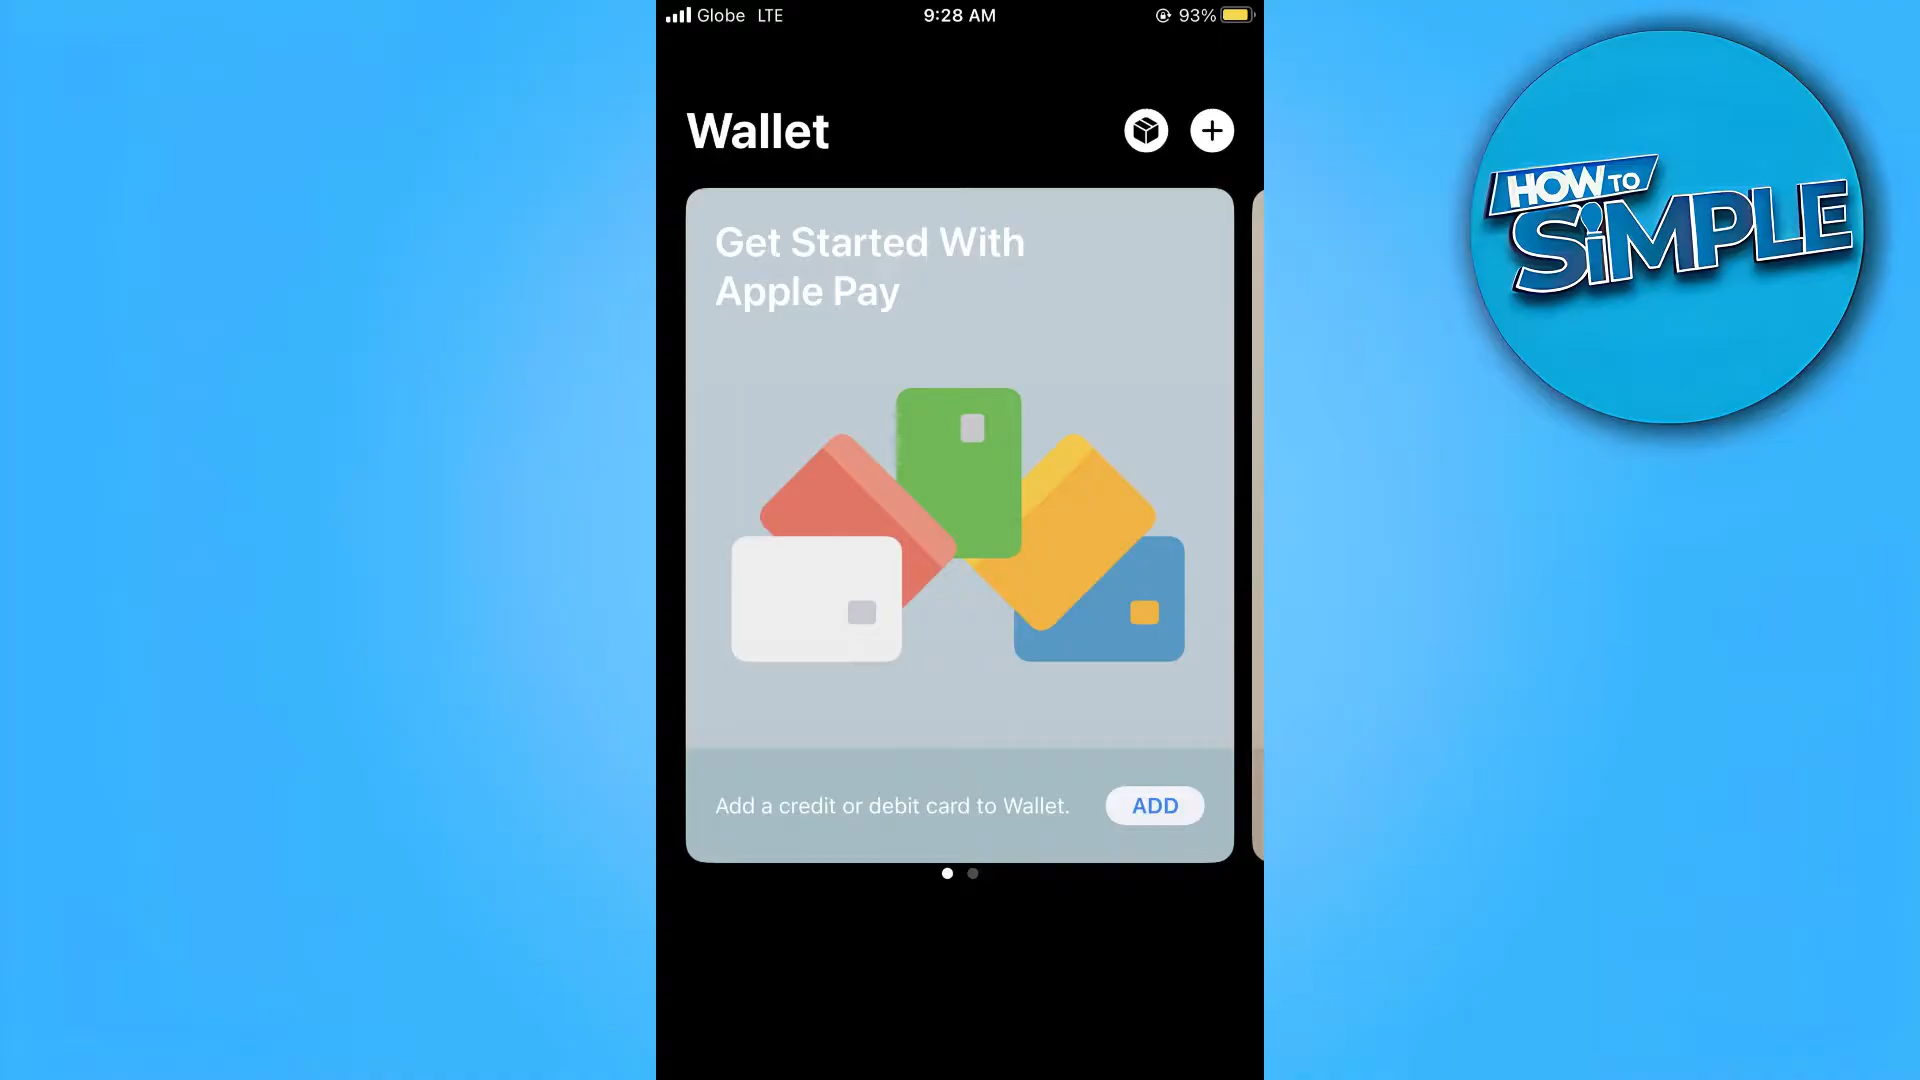 Globe LTE 9:28 AM 93%
Wallet
Get Started With
Apple Pay
Add a credit or debit card to Wallet. ADD
HOW TO
SiMPLE